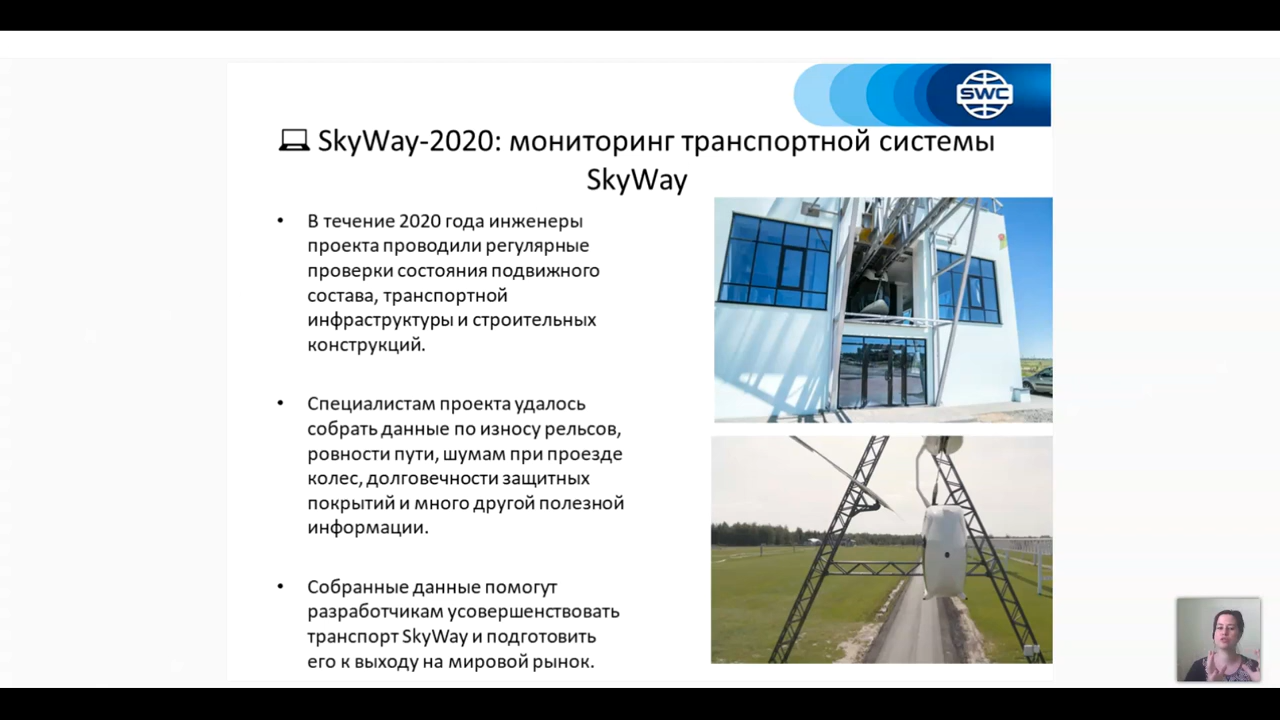 SWC
💻 SkyWay-2020: мониторинг транспортной системы
SkyWay
• В течение 2020 года инженеры
проекта проводили регулярные
проверки состояния подвижного
состава, транспортной
инфраструктуры и строительных
конструкций.
• Специалистам проекта удалось
собрать данные по износу рельсов,
ровности пути, шумам при проезде
колес, долговечности защитных
покрытий и много другой полезной
информации.
• Собранные данные помогут
разработчикам усовершенствовать
транспорт SkyWay и подготовить
его к выходу на мировой рынок.